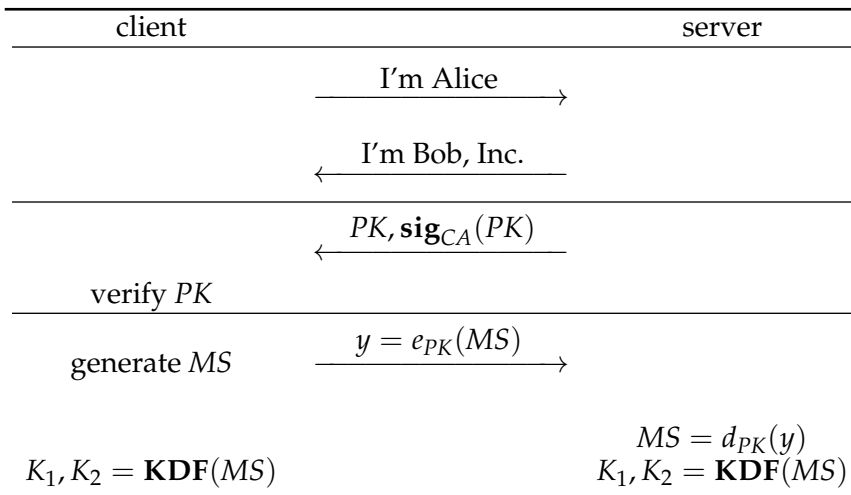 client server
I'm Alice
I'm Bob, Inc.
PK, sig_CA(PK)
verify PK
generate MS y = e_PK(MS)
MS = d_PK(y)
K_1, K_2 = KDF(MS) K_1, K_2 = KDF(MS)